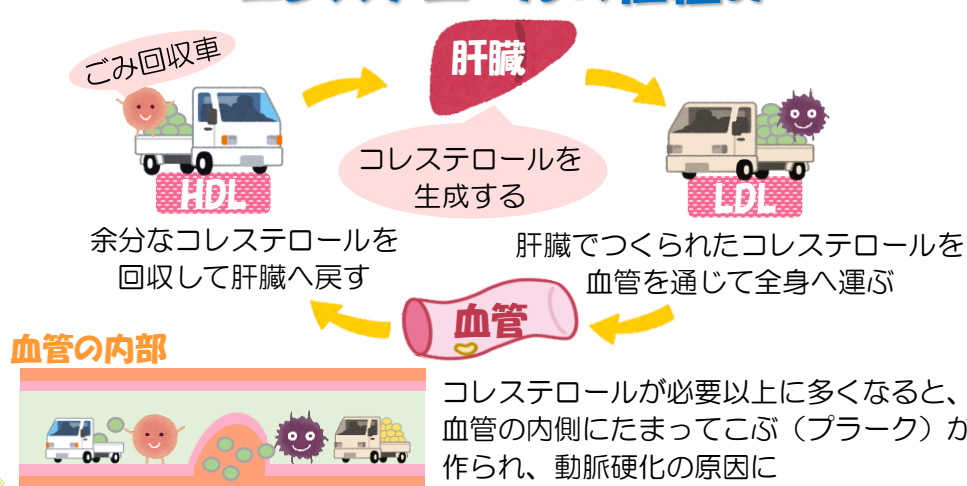 ごみ回収車
肝臓
コレステロールを
生成する
HDL
LDL
余分なコレステロールを
回収して肝臓へ戻す
肝臓でつくられたコレステロールを
血管を通じて全身へ運ぶ
血管
血管の内部
コレステロールが必要以上に多くなると、
血管の内側にたまってこぶ（プラーク）が
作られ、動脈硬化の原因に